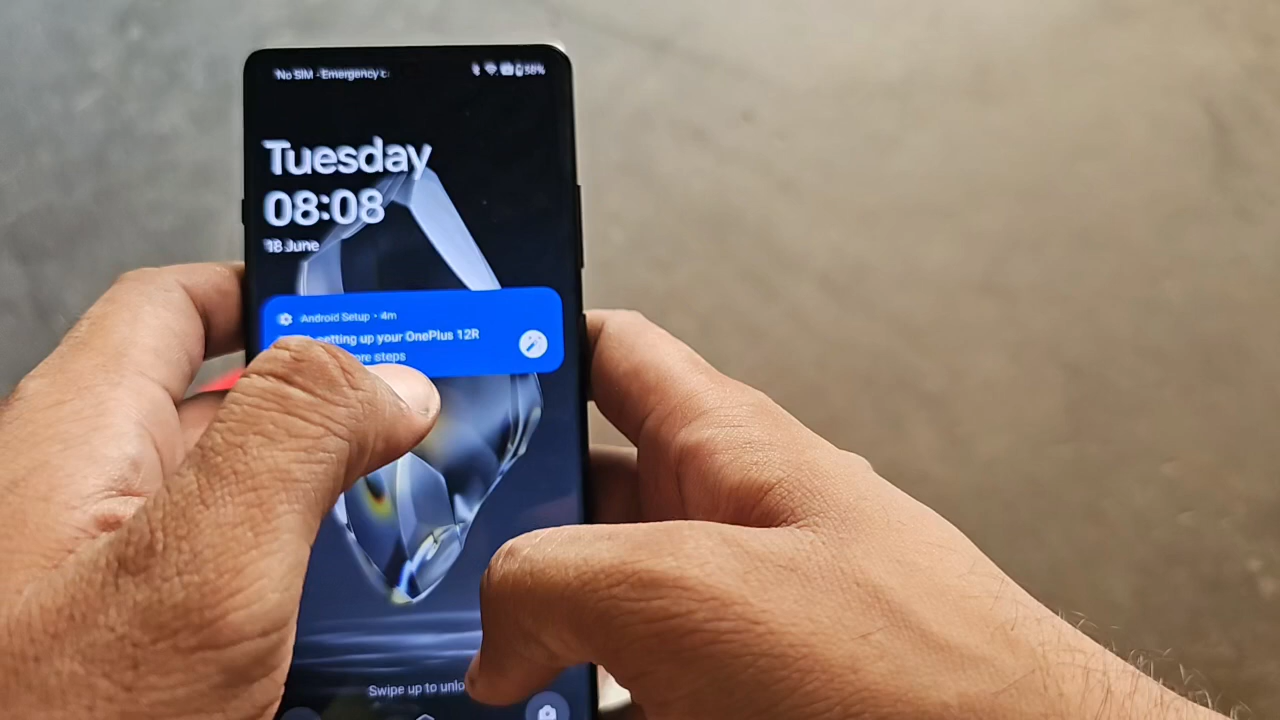 No SIM - Emergency c
58%
Tuesday
08:08
18 June
Android Setup · 4m
setting up your OnePlus 12R
ore steps
Swipe up to unlo